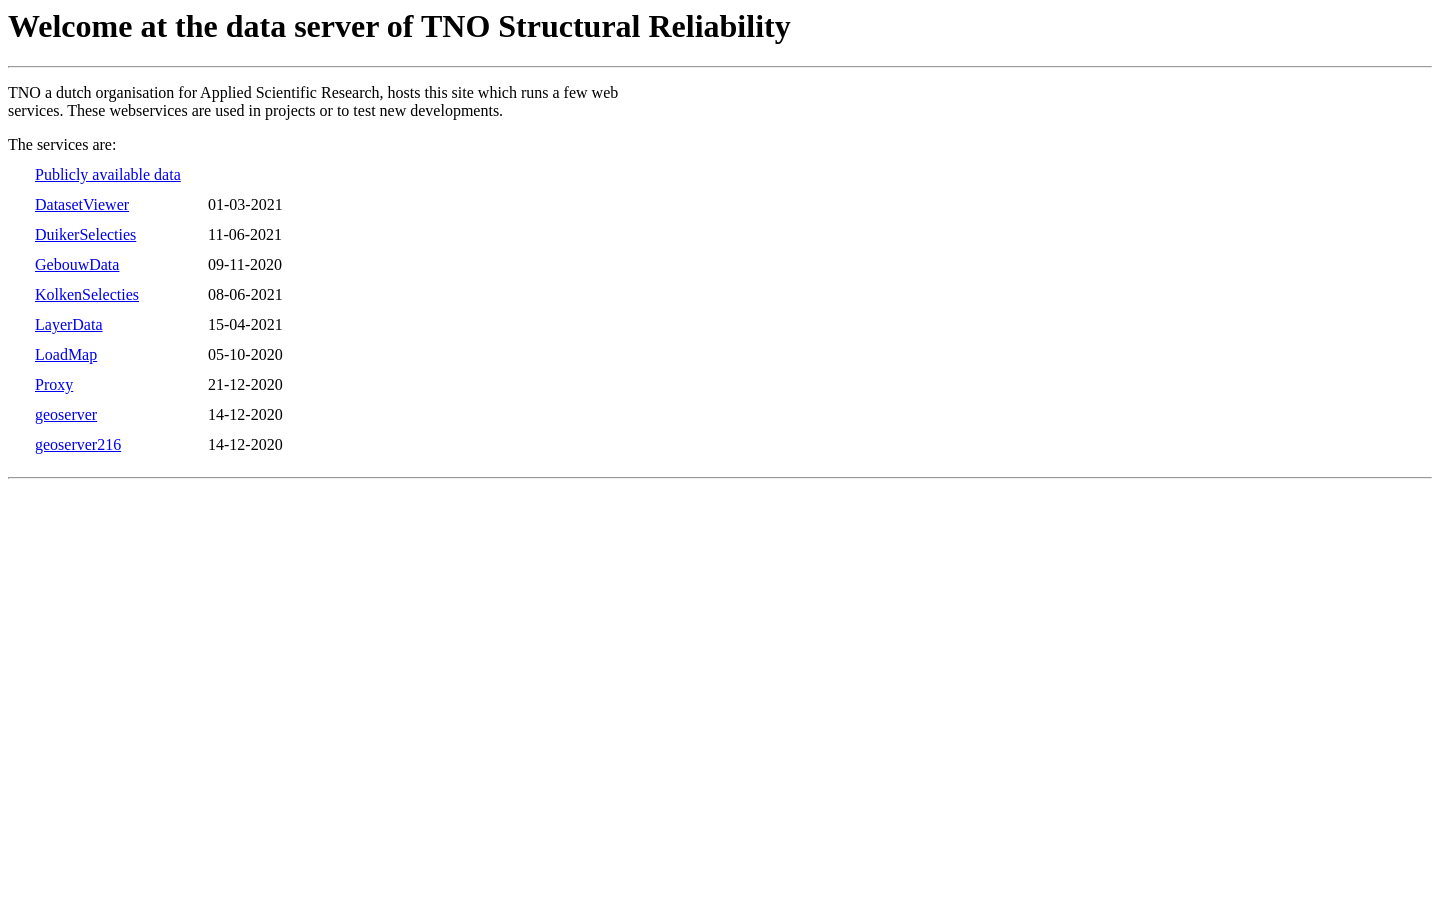 Welcome at the data server of TNO Structural Reliability
TNO a dutch organisation for Applied Scientific Research, hosts this site which runs a few web
services. These webservices are used in projects or to test new developments.
The services are:
Publicly available data
DatasetViewer 01-03-2021
DuikerSelecties 11-06-2021
GebouwData 09-11-2020
KolkenSelecties 08-06-2021
LayerData 15-04-2021
LoadMap 05-10-2020
Proxy 21-12-2020
geoserver 14-12-2020
geoserver216 14-12-2020